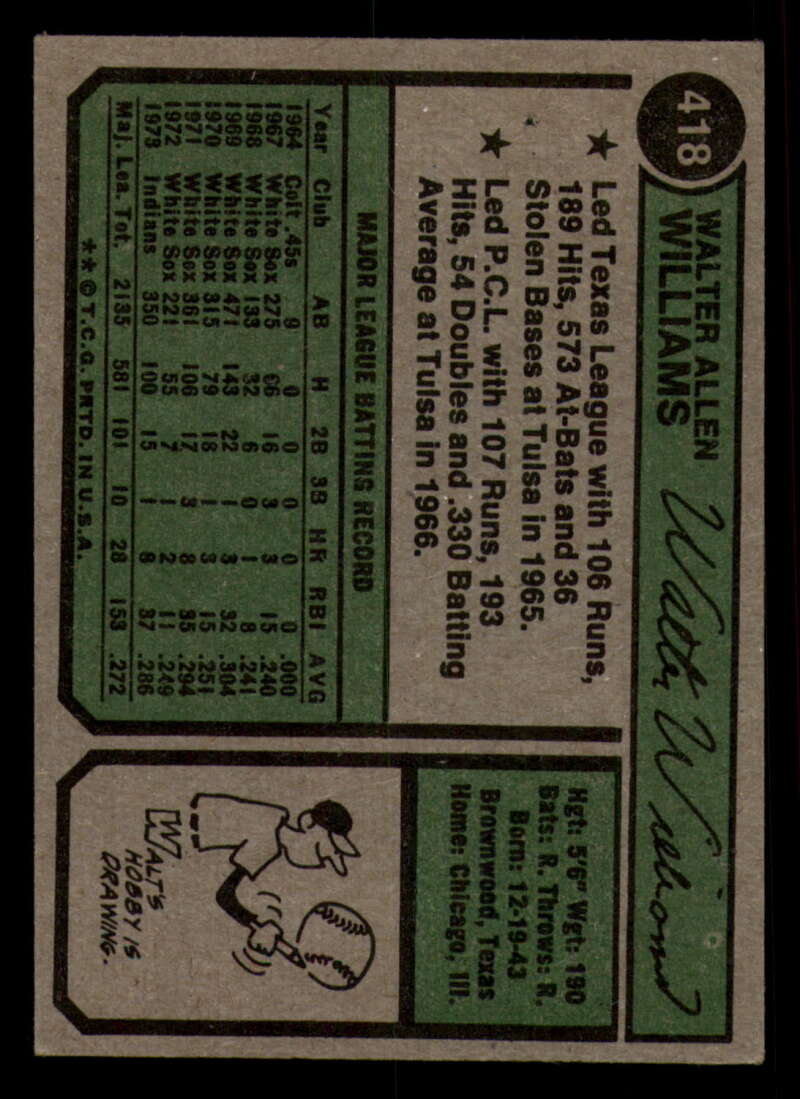 418
WALTER ALLEN
WILLIAMS
Walter Williams
★ Led Texas League with 106 Runs,
189 Hits, 573 At-Bats and 36
Stolen Bases at Tulsa in 1965.
★ Led P.C.L. with 107 Runs, 193
Hits, 54 Doubles and .330 Batting
Average at Tulsa in 1966.
Hgt: 5'6" Wgt: 190
Bats: R. Throws: R.
Born: 12-19-43
Brownwood, Texas
Home: Chicago, Ill.
MAJOR LEAGUE BATTING RECORD
Year Club AB H 2B 3B HR RBI AVG
1964 Colt .45s 9 0 0 0 0 0 .000
1967 White Sox 275 66 16 3 3 15 .240
1968 White Sox 133 32 6 0 1 8 .241
1969 White Sox 471 143 22 1 3 32 .304
1970 White Sox 315 79 18 1 3 15 .251
1971 White Sox 361 106 17 3 8 35 .294
1972 White Sox 221 55 7 1 2 11 .249
1973 Indians 350 100 15 1 8 37 .286
Maj. Lea. Tot. 2135 581 101 10 28 153 .272
**© T.C.G. PRTD. IN U.S.A.
WALT'S
HOBBY IS
DRAWING.